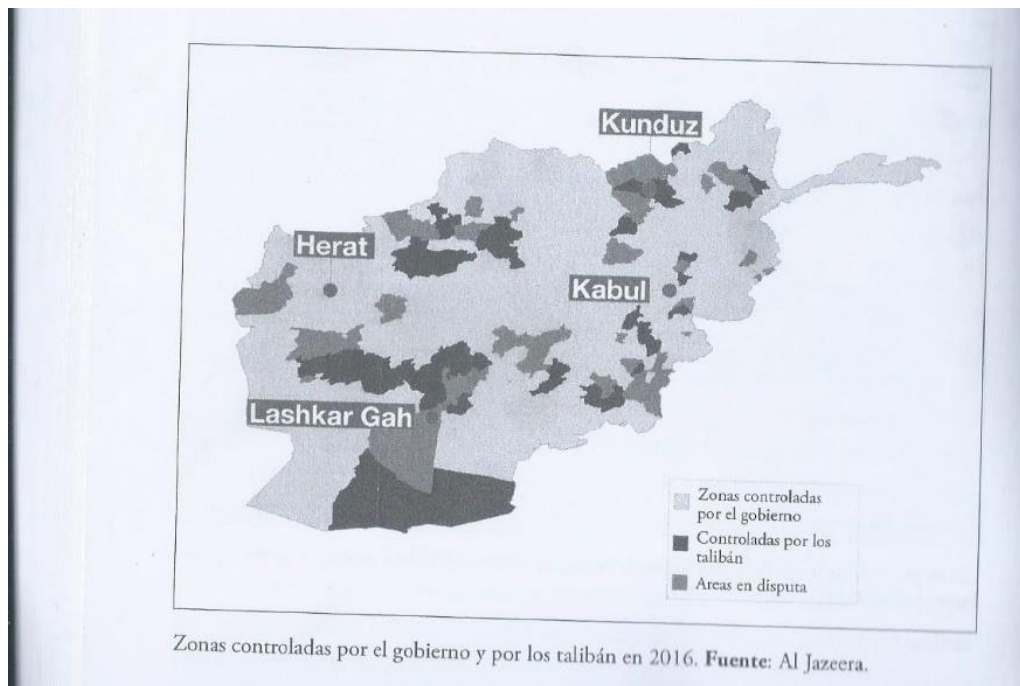 Kunduz
Herat
Kabul
Lashkar Gah
Zonas controladas
por el gobierno
Controladas por los
talibán
Areas en disputa
Zonas controladas por el gobierno y por los talibán en 2016. Fuente: Al Jazeera.